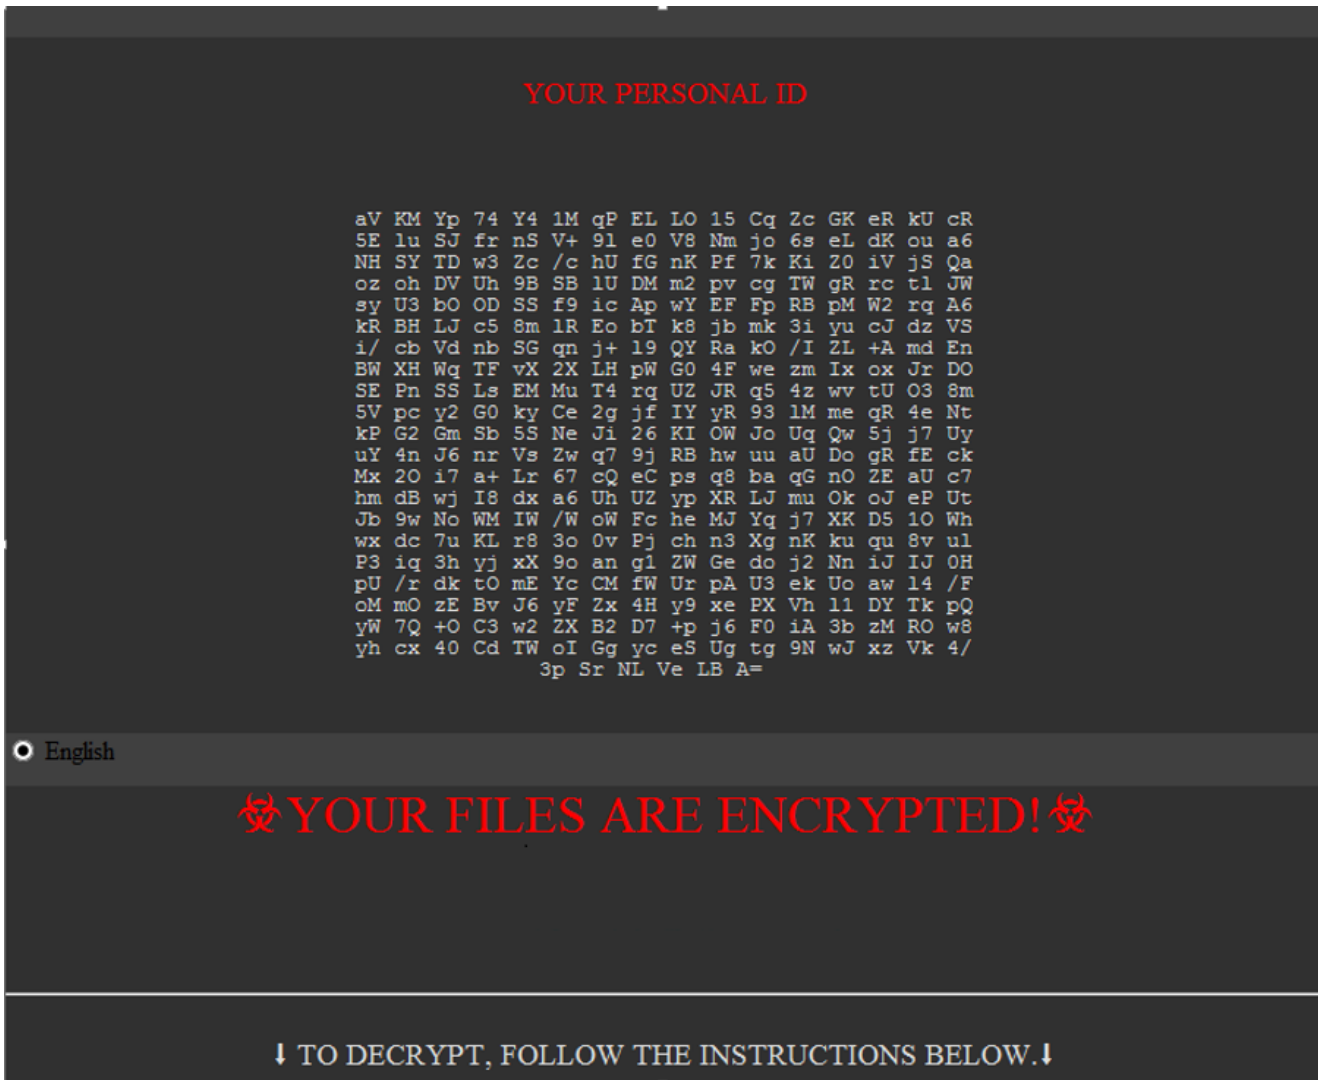 YOUR PERSONAL ID
aV KM Yp 74 Y4 1M qP EL LO 15 Cq Zc GK eR kU cR
5E lu SJ fr nS V+ 9l e0 V8 Nm jo 6s eL dK ou a6
NH SY TD w3 Zc /c hU fG nK Pf 7k Ki Z0 iV jS Qa
oz oh DV Uh 9B SB lU DM m2 pv cg TW gR rc tl JW
sy U3 bO OD SS f9 ic Ap wY EF Fp RB pM W2 rq A6
kR BH LJ c5 8m lR Eo bT k8 jb mk 3i yu cJ dz VS
i/ cb Vd nb SG qn j+ l9 QY Ra kO /I ZL +A md En
BW XH Wq TF vX 2X LH pW G0 4F we zm Ix ox Jr DO
SE Pn SS Ls EM Mu T4 rq UZ JR q5 4z wv tU O3 8m
5V pc y2 G0 ky Ce 2g jf IY yR 93 lM me qR 4e Nt
kP G2 Gm Sb 5S Ne Ji 26 KI OW Jo Uq Qw 5j j7 Uy
uY 4n J6 nr Vs Zw q7 9j RB hw uu aU Do gR fE ck
Mx 2O i7 a+ Lr 67 cQ eC ps q8 ba qG nO ZE aU c7
hm dB wj I8 dx a6 Uh UZ yp XR LJ mu Ok oJ eP Ut
Jb 9w No WM IW /W oW Fc he MJ Yq j7 XK D5 1O Wh
wx dc 7u KL r8 3o 0v Pj ch n3 Xg nK ku qu 8v ul
P3 iq 3h yj xX 9o an g1 ZW Ge do j2 Nn iJ IJ 0H
pU /r dk tO mE Yc CM fW Ur pA U3 ek Uo aw l4 /F
oM mO zE Bv J6 yF Zx 4H y9 xe PX Vh l1 DY Tk pQ
yW 7Q +O C3 w2 ZX B2 D7 +p j6 F0 iA 3b zM RO w8
yh cx 40 Cd TW oI Gg yc eS Ug tg 9N wJ xz Vk 4/
3p Sr NL Ve LB A=
English
☣YOUR FILES ARE ENCRYPTED!☣
⬇ TO DECRYPT, FOLLOW THE INSTRUCTIONS BELOW.⬇